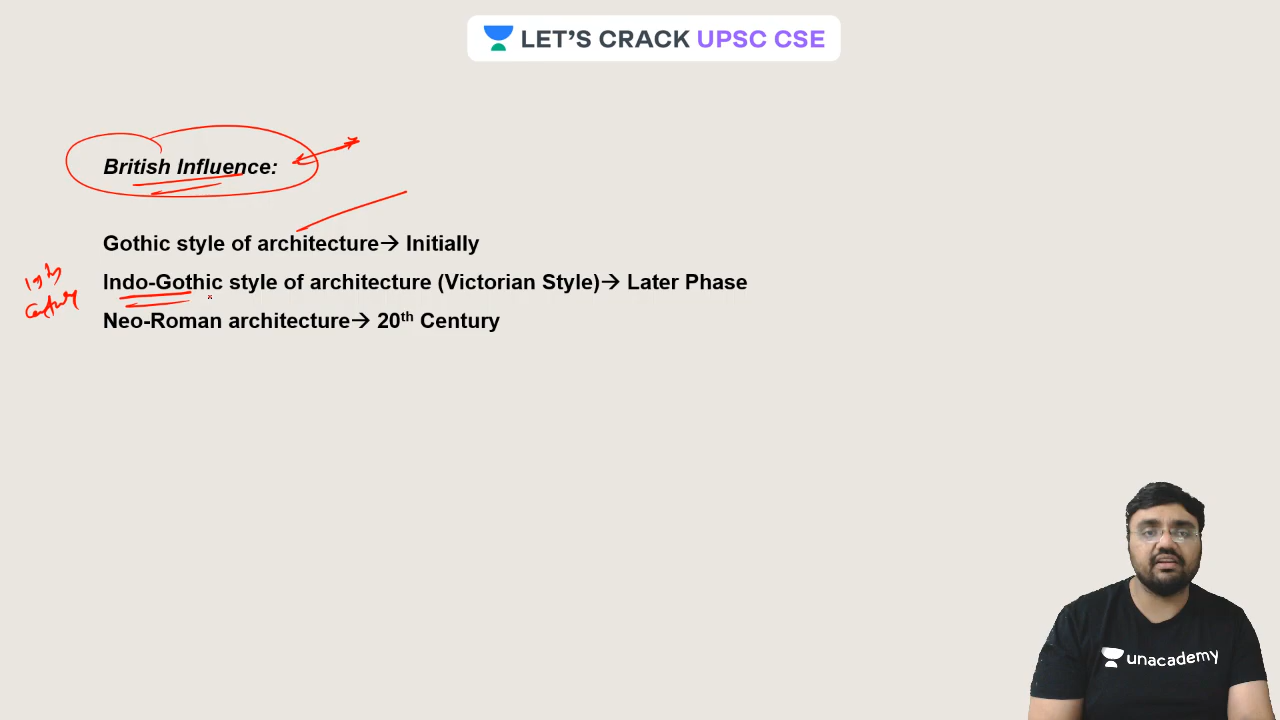 LET'S CRACK UPSC CSE
British Influence:
Gothic style of architecture→ Initially
19th century
Indo-Gothic style of architecture (Victorian Style)→ Later Phase
Neo-Roman architecture→ 20th Century
unacademy